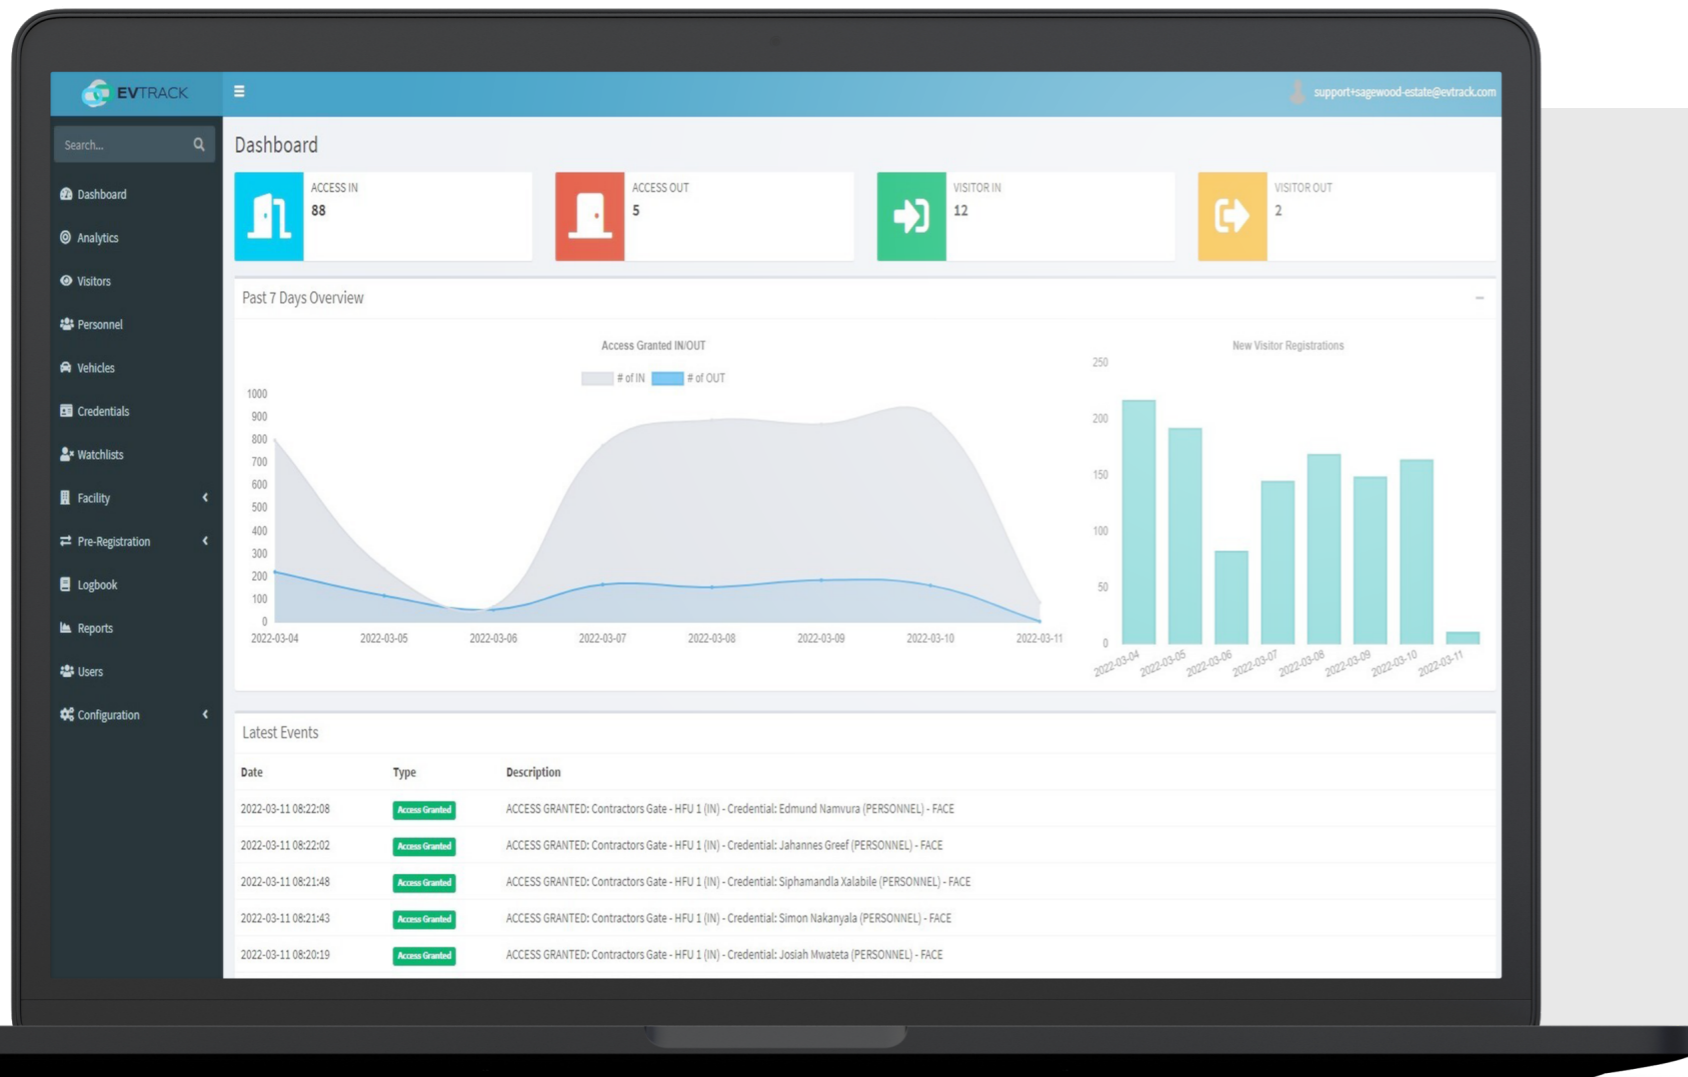 EVTRACK
support+sagewood-estate@evtrack.com
Search...
Dashboard
Analytics
Visitors
Personnel
Vehicles
Credentials
Watchlists
Facility
Pre-Registration
Logbook
Reports
Users
Configuration
Dashboard
ACCESS IN
88
ACCESS OUT
5
VISITOR IN
12
VISITOR OUT
2
Past 7 Days Overview
Access Granted IN/OUT
# of IN # of OUT
1000
900
800
700
600
500
400
300
200
100
0
2022-03-04 2022-03-05 2022-03-06 2022-03-07 2022-03-08 2022-03-09 2022-03-10 2022-03-11
New Visitor Registrations
250
200
150
100
50
0
2022-03-04 2022-03-05 2022-03-06 2022-03-07 2022-03-08 2022-03-09 2022-03-10 2022-03-11
Latest Events
Date Type Description
2022-03-11 08:22:08 Access Granted ACCESS GRANTED: Contractors Gate - HFU 1 (IN) - Credential: Edmund Namvura (PERSONNEL) - FACE
2022-03-11 08:22:02 Access Granted ACCESS GRANTED: Contractors Gate - HFU 1 (IN) - Credential: Jahannes Greef (PERSONNEL) - FACE
2022-03-11 08:21:48 Access Granted ACCESS GRANTED: Contractors Gate - HFU 1 (IN) - Credential: Siphamandla Xalabile (PERSONNEL) - FACE
2022-03-11 08:21:43 Access Granted ACCESS GRANTED: Contractors Gate - HFU 1 (IN) - Credential: Simon Nakanyala (PERSONNEL) - FACE
2022-03-11 08:20:19 Access Granted ACCESS GRANTED: Contractors Gate - HFU 1 (IN) - Credential: Josiah Mwateta (PERSONNEL) - FACE